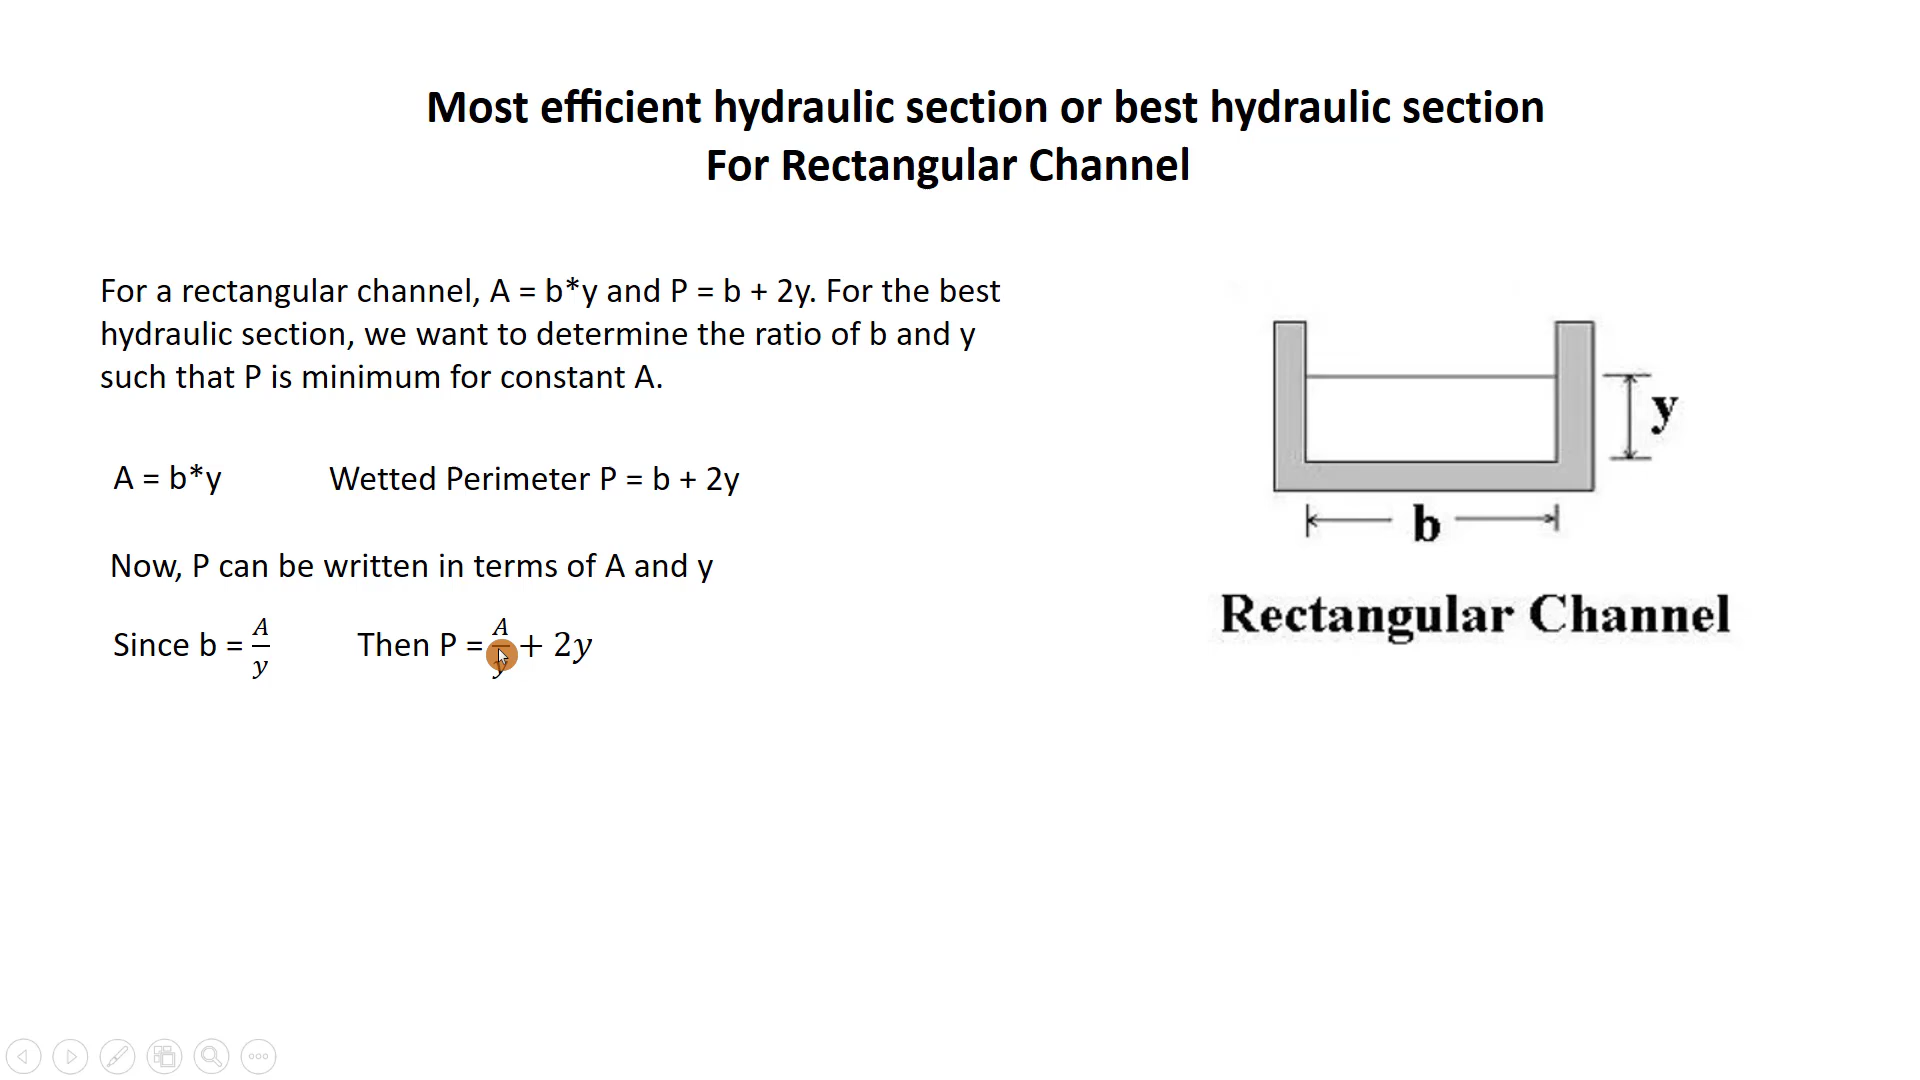 Most efficient hydraulic section or best hydraulic section
For Rectangular Channel
For a rectangular channel, A = b*y and P = b + 2y. For the best
hydraulic section, we want to determine the ratio of b and y
such that P is minimum for constant A.
A = b*y Wetted Perimeter P = b + 2y
Now, P can be written in terms of A and y
Since b = A/y Then P = A/y + 2y
y
b
Rectangular Channel